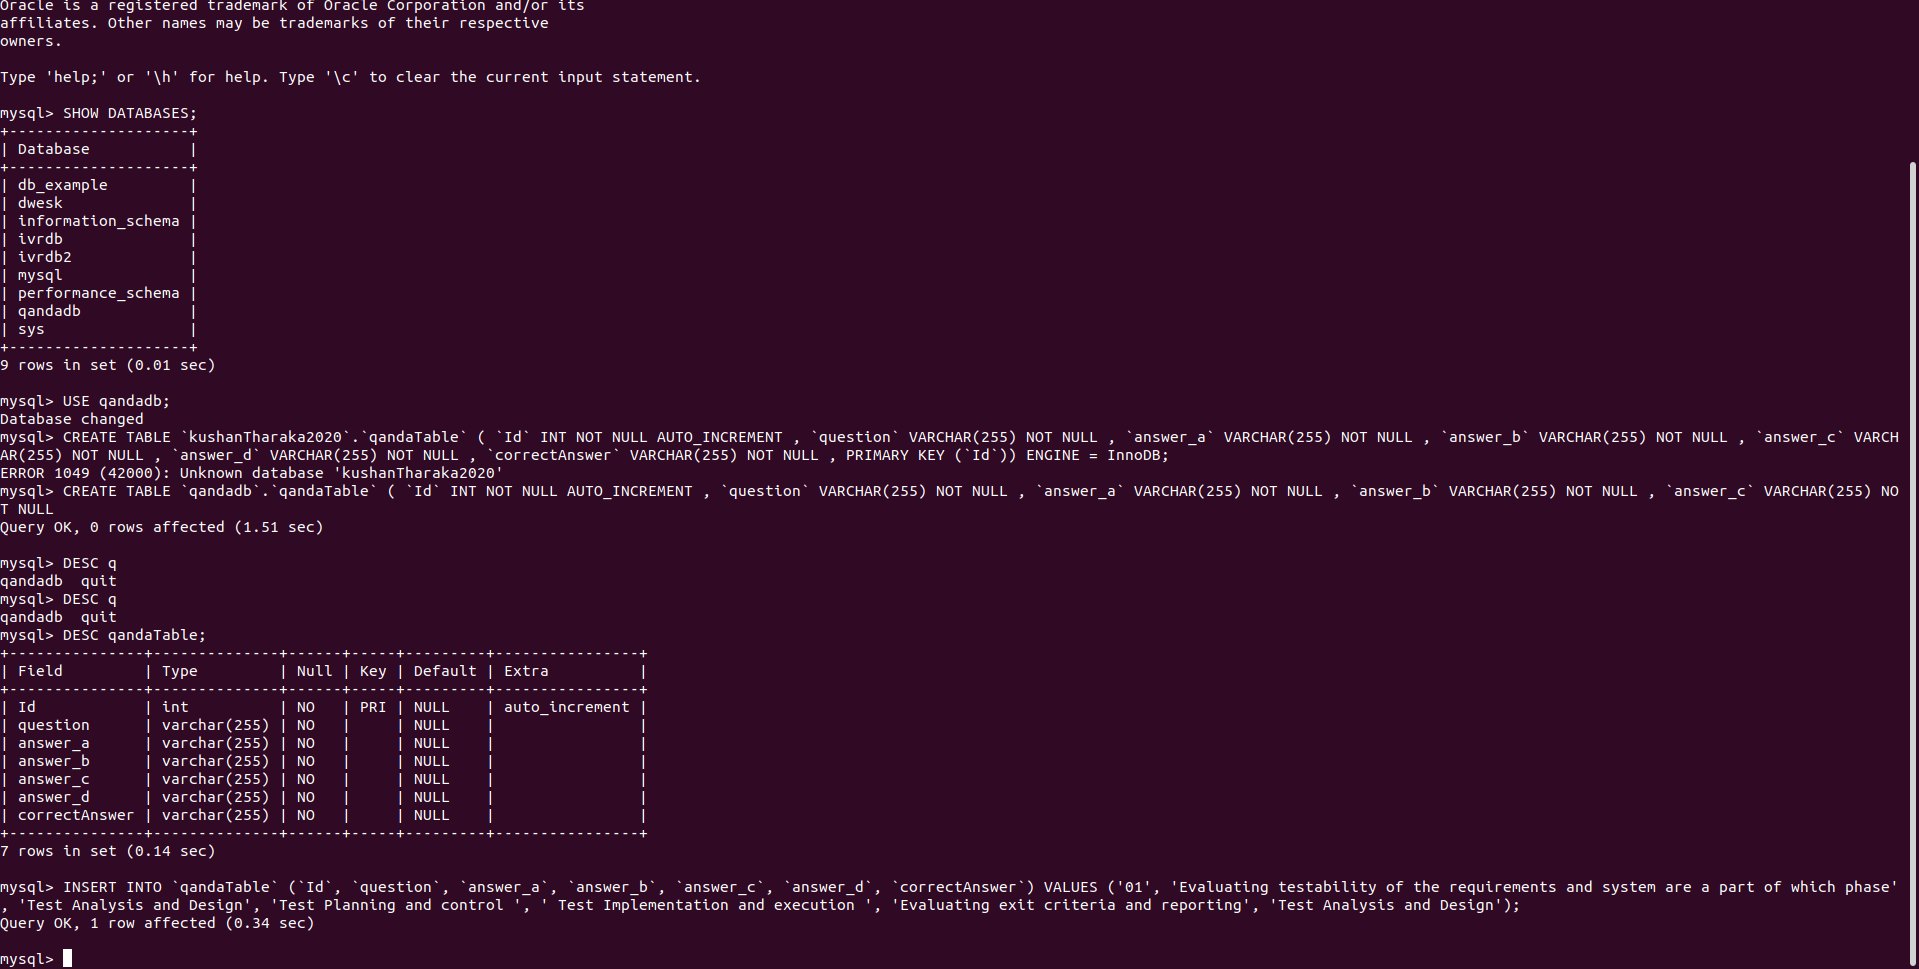 Oracle is a registered trademark of Oracle Corporation and/or its
affiliates. Other names may be trademarks of their respective
owners.

Type 'help;' or '\h' for help. Type '\c' to clear the current input statement.

mysql> SHOW DATABASES;
+--------------------+
| Database           |
+--------------------+
| db_example         |
| dwesk              |
| information_schema |
| ivrdb              |
| ivrdb2             |
| mysql              |
| performance_schema |
| qandadb            |
| sys                |
+--------------------+
9 rows in set (0.01 sec)

mysql> USE qandadb;
Database changed
mysql> CREATE TABLE `kushanTharaka2020`.`qandaTable` ( `Id` INT NOT NULL AUTO_INCREMENT , `question` VARCHAR(255) NOT NULL , `answer_a` VARCHAR(255) NOT NULL , `answer_b` VARCHAR(255) NOT NULL , `answer_c` VARCH
AR(255) NOT NULL , `answer_d` VARCHAR(255) NOT NULL , `correctAnswer` VARCHAR(255) NOT NULL , PRIMARY KEY (`Id`)) ENGINE = InnoDB;
ERROR 1049 (42000): Unknown database 'kushanTharaka2020'
mysql> CREATE TABLE `qandadb`.`qandaTable` ( `Id` INT NOT NULL AUTO_INCREMENT , `question` VARCHAR(255) NOT NULL , `answer_a` VARCHAR(255) NOT NULL , `answer_b` VARCHAR(255) NOT NULL , `answer_c` VARCHAR(255) NO
T NULL
Query OK, 0 rows affected (1.51 sec)

mysql> DESC q
qandadb  quit
mysql> DESC q
qandadb  quit
mysql> DESC qandaTable;
+---------------+--------------+------+-----+---------+----------------+
| Field         | Type         | Null | Key | Default | Extra          |
+---------------+--------------+------+-----+---------+----------------+
| Id            | int          | NO   | PRI | NULL    | auto_increment |
| question      | varchar(255) | NO   |     | NULL    |                |
| answer_a      | varchar(255) | NO   |     | NULL    |                |
| answer_b      | varchar(255) | NO   |     | NULL    |                |
| answer_c      | varchar(255) | NO   |     | NULL    |                |
| answer_d      | varchar(255) | NO   |     | NULL    |                |
| correctAnswer | varchar(255) | NO   |     | NULL    |                |
+---------------+--------------+------+-----+---------+----------------+
7 rows in set (0.14 sec)

mysql> INSERT INTO `qandaTable` (`Id`, `question`, `answer_a`, `answer_b`, `answer_c`, `answer_d`, `correctAnswer`) VALUES ('01', 'Evaluating testability of the requirements and system are a part of which phase'
, 'Test Analysis and Design', 'Test Planning and control ', ' Test Implementation and execution ', 'Evaluating exit criteria and reporting', 'Test Analysis and Design');
Query OK, 1 row affected (0.34 sec)

mysql>